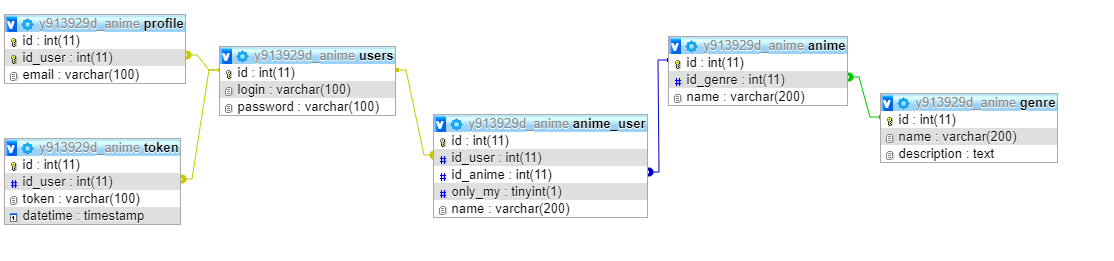 y913929d_anime profile
id : int(11)
id_user : int(11)
email : varchar(100)
y913929d_anime users
id : int(11)
login : varchar(100)
password : varchar(100)
y913929d_anime token
id : int(11)
id_user : int(11)
token : varchar(100)
datetime : timestamp
y913929d_anime anime_user
id : int(11)
id_user : int(11)
id_anime : int(11)
only_my : tinyint(1)
name : varchar(200)
y913929d_anime anime
id : int(11)
id_genre : int(11)
name : varchar(200)
y913929d_anime genre
id : int(11)
name : varchar(200)
description : text